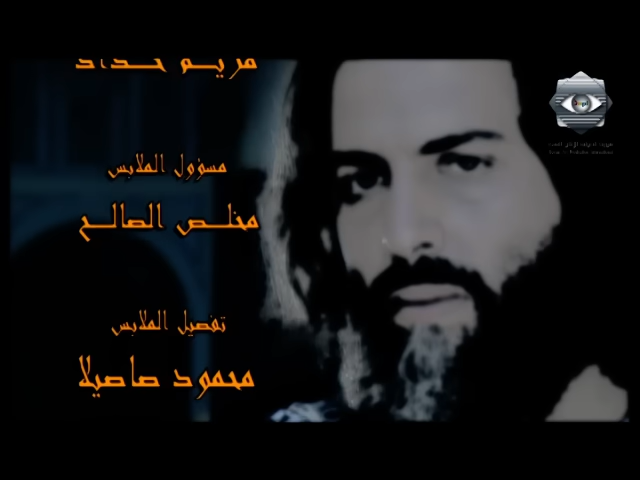 مريم حداد
مسؤول الملابس
مخلص الصالح
تفصيل الملابس
محمود صاصيلا